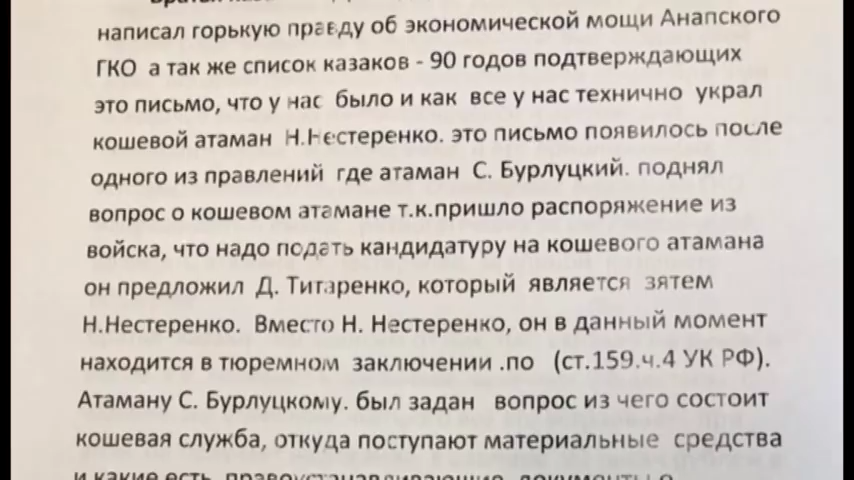 написал горькую правду об экономической мощи Анапского
ГКО а так же список казаков - 90 годов подтверждающих
это письмо, что у нас было и как все у нас технично украл
кошевой атаман Н.Нестеренко. это письмо появилось после
одного из правлений где атаман С. Бурлуцкий. поднял
вопрос о кошевом атамане т.к.пришло распоряжение из
войска, что надо подать кандидатуру на кошевого атамана
он предложил Д. Титаренко, который является зятем
Н.Нестеренко. Вместо Н. Нестеренко, он в данный момент
находится в тюремном заключении .по (ст.159.ч.4 УК РФ).
Атаману С. Бурлуцкому. был задан вопрос из чего состоит
кошевая служба, откуда поступают материальные средства
и какие есть правоустанавливающие документы о